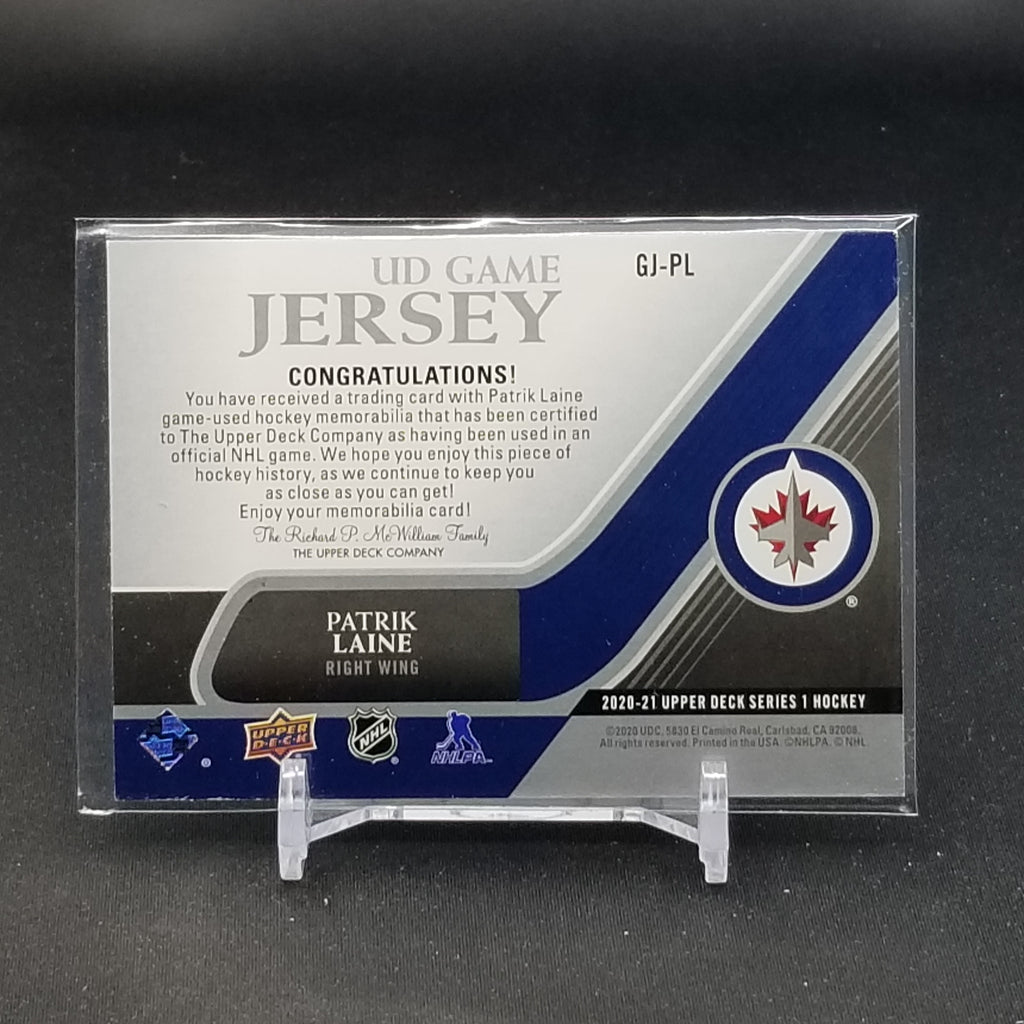 UD GAME
JERSEY
GJ-PL
CONGRATULATIONS!
You have received a trading card with Patrik Laine
game-used hockey memorabilia that has been certified
to The Upper Deck Company as having been used in an
official NHL game. We hope you enjoy this piece of
hockey history, as we continue to keep you
as close as you can get!
Enjoy your memorabilia card!
The Richard P. McWilliam Family
THE UPPER DECK COMPANY
®
PATRIK
LAINE
RIGHT WING
2020-21 UPPER DECK SERIES 1 HOCKEY
UPPER
D·E·C·K
NHL
NHLPA
©2020 UDC, 5830 El Camino Real, Carlsbad, CA 92008.
All rights reserved. Printed in the USA. ©NHLPA. © NHL